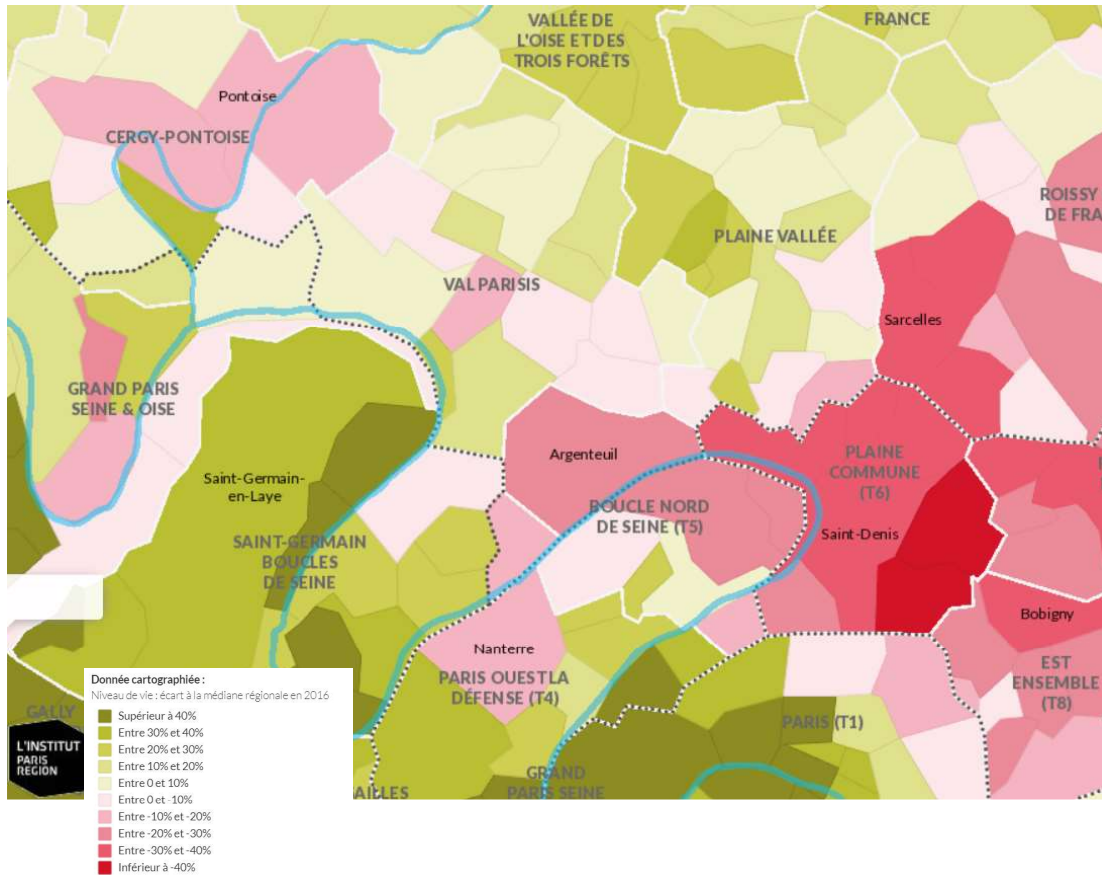 VALLÉE DE
L'OISE ET DES
TROIS FORÊTS
FRANCE
Pontoise
CERGY-PONTOISE
ROISSY
DE FRA
PLAINE VALLÉE
VAL PARISIS
Sarcelles
GRAND PARIS
SEINE & OISE
Saint-Germain-
en-Laye
Argenteuil
PLAINE
COMMUNE
(T6)
BOUCLE NORD
DE SEINE (T5)
Saint-Denis
SAINT-GERMAIN
BOUCLES
DE SEINE
Bobigny
Nanterre
PARIS OUEST LA
DÉFENSE (T4)
EST
ENSEMBLE
(T8)
GALLY
PARIS (T1)
GRAND
PARIS SEINE
AILLES
L'INSTITUT
PARIS
REGION
Donnée cartographiée :
Niveau de vie : écart à la médiane régionale en 2016
Supérieur à 40%
Entre 30% et 40%
Entre 20% et 30%
Entre 10% et 20%
Entre 0 et 10%
Entre 0 et -10%
Entre -10% et -20%
Entre -20% et -30%
Entre -30% et -40%
Inférieur à -40%